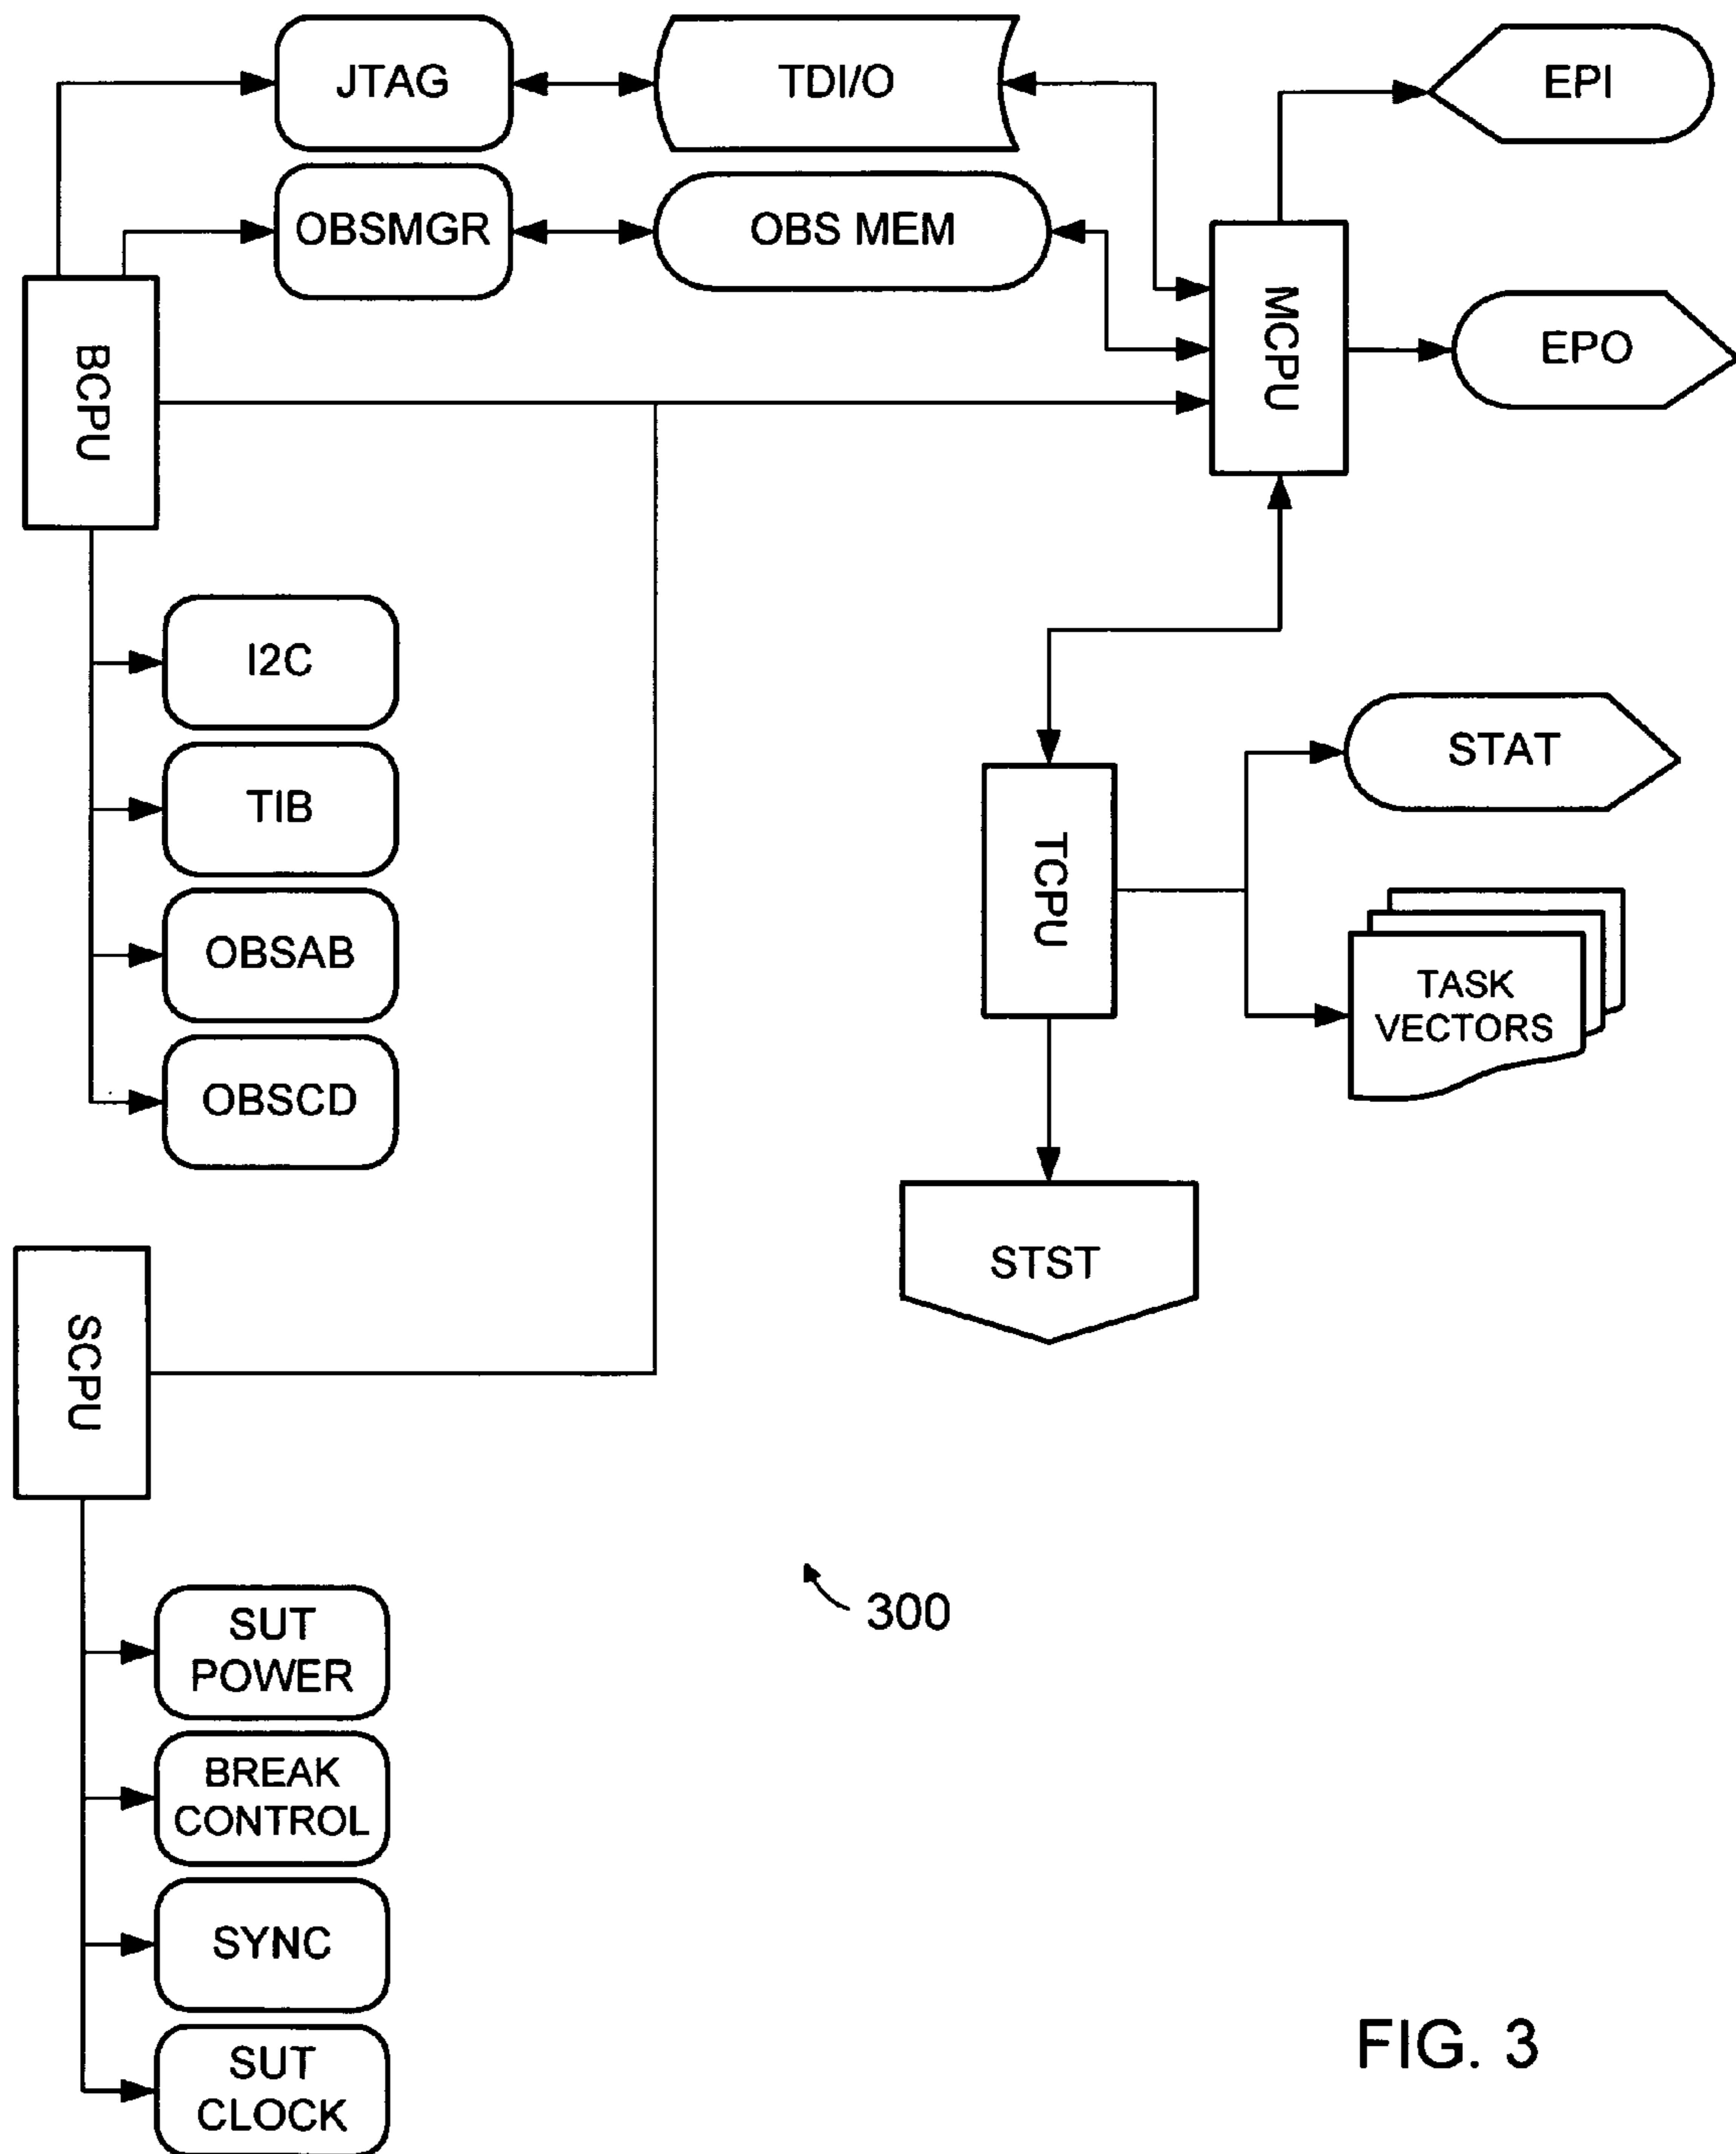 JTAG
TDI/O
EPI
OBSMGR
OBS MEM
BCPU
MCPU
EPO
I2C
TIB
OBSAB
OBSCD
TCPU
STAT
TASK
VECTORS
STST
SCPU
SUT
POWER
BREAK
CONTROL
SYNC
SUT
CLOCK
300
FIG. 3